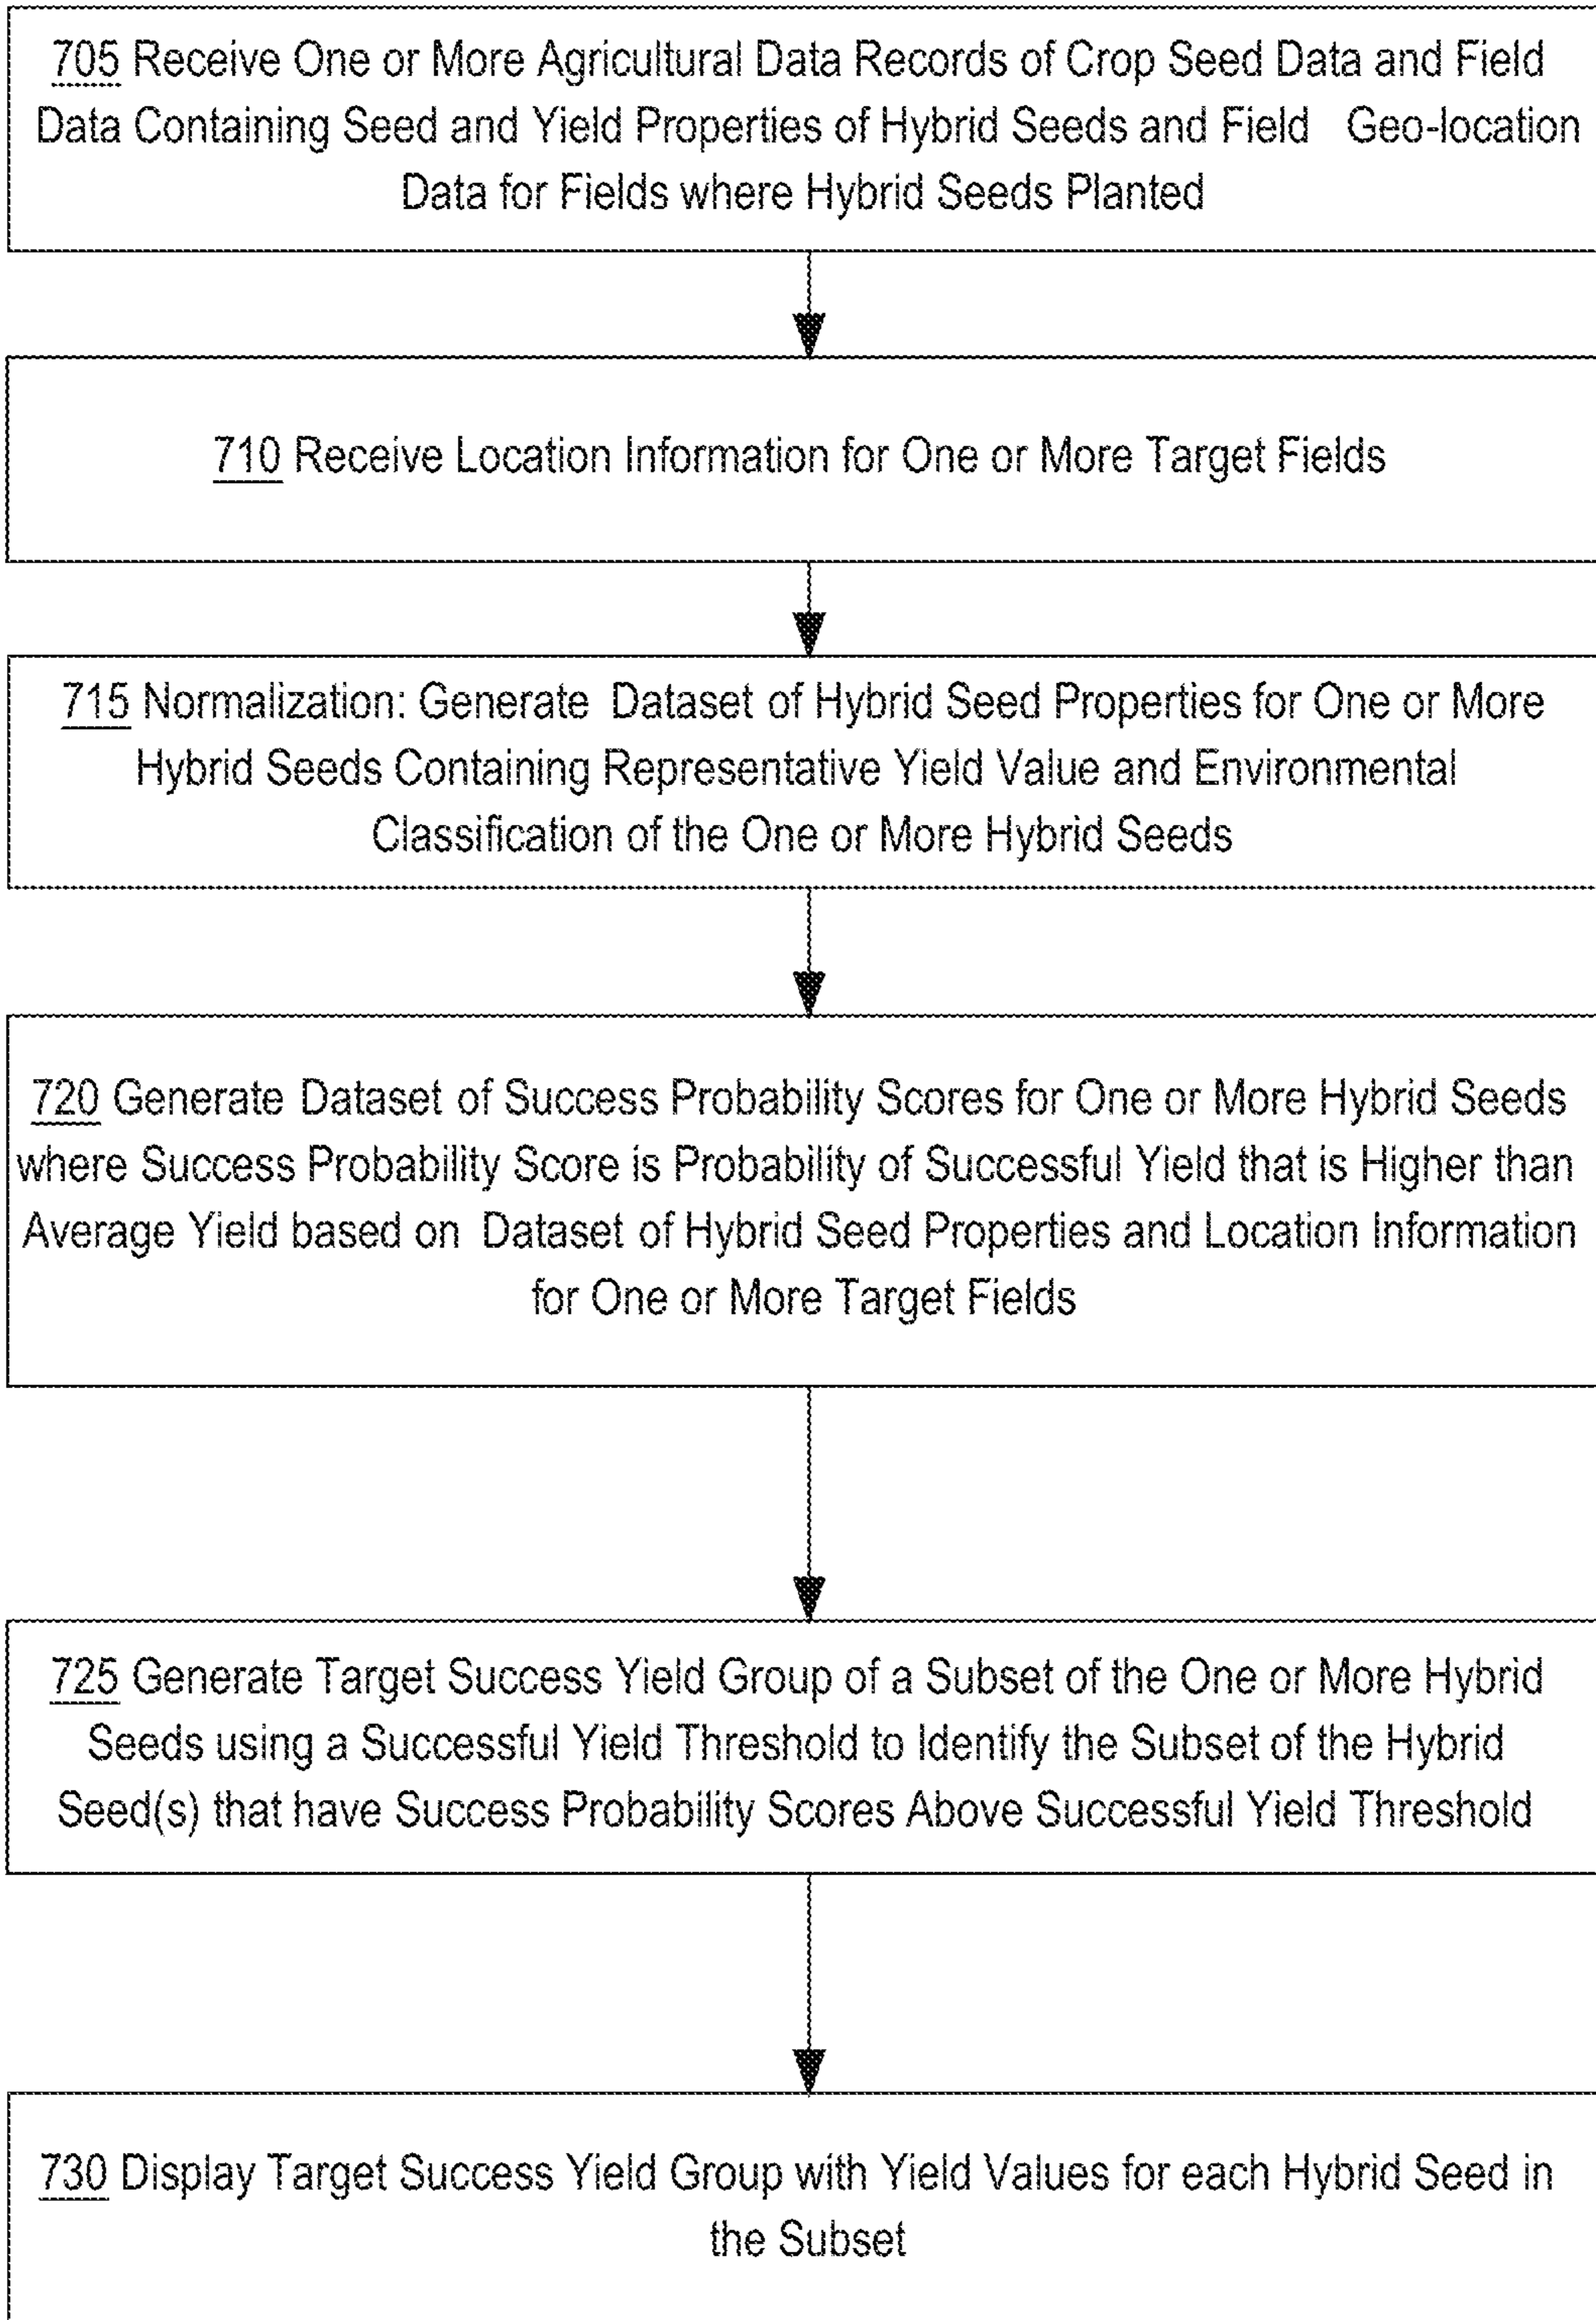 705 Receive One or More Agricultural Data Records of Crop Seed Data and Field
Data Containing Seed and Yield Properties of Hybrid Seeds and Field Geo-location
Data for Fields where Hybrid Seeds Planted
710 Receive Location Information for One or More Target Fields
715 Normalization: Generate Dataset of Hybrid Seed Properties for One or More
Hybrid Seeds Containing Representative Yield Value and Environmental
Classification of the One or More Hybrid Seeds
720 Generate Dataset of Success Probability Scores for One or More Hybrid Seeds
where Success Probability Score is Probability of Successful Yield that is Higher than
Average Yield based on Dataset of Hybrid Seed Properties and Location Information
for One or More Target Fields
725 Generate Target Success Yield Group of a Subset of the One or More Hybrid
Seeds using a Successful Yield Threshold to Identify the Subset of the Hybrid
Seed(s) that have Success Probability Scores Above Successful Yield Threshold
730 Display Target Success Yield Group with Yield Values for each Hybrid Seed in
the Subset